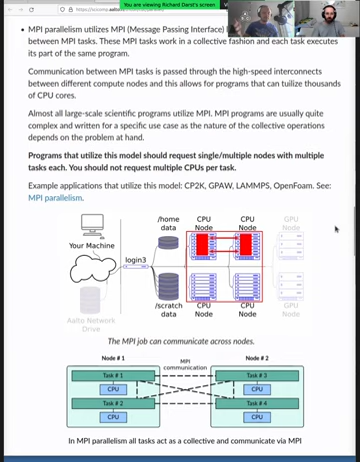 You are viewing Richard Darst's screen
MPI parallelism utilizes MPI (Message Passing Interface)
between MPI tasks. These MPI tasks work in a collective fashion and each task executes
its part of the same program.
Communication between MPI tasks is passed through the high-speed interconnects
between different compute nodes and this allows for programs that can tuilize thousands
of CPU cores.
Almost all large-scale scientific programs utilize MPI. MPI programs are usually quite
complex and written for a specific use case as the nature of the collective operations
depends on the problem at hand.
Programs that utilize this model should request single/multiple nodes with multiple
tasks each. You should not request multiple CPUs per task.
Example applications that utilize this model: CP2K, GPAW, LAMMPS, OpenFoam. See:
MPI parallelism.
/home
data
CPU
Node
CPU
Node
GPU
Node
Your Machine
login3
Aalto Network
Drive
/scratch
data
CPU
Node
CPU
Node
GPU
Node
The MPI job can communicate across nodes.
Node #1
MPI
communication
Node #2
Task #1
CPU
Task #2
CPU
Task #3
CPU
Task #4
CPU
In MPI parallelism all tasks act as a collective and communicate via MPI